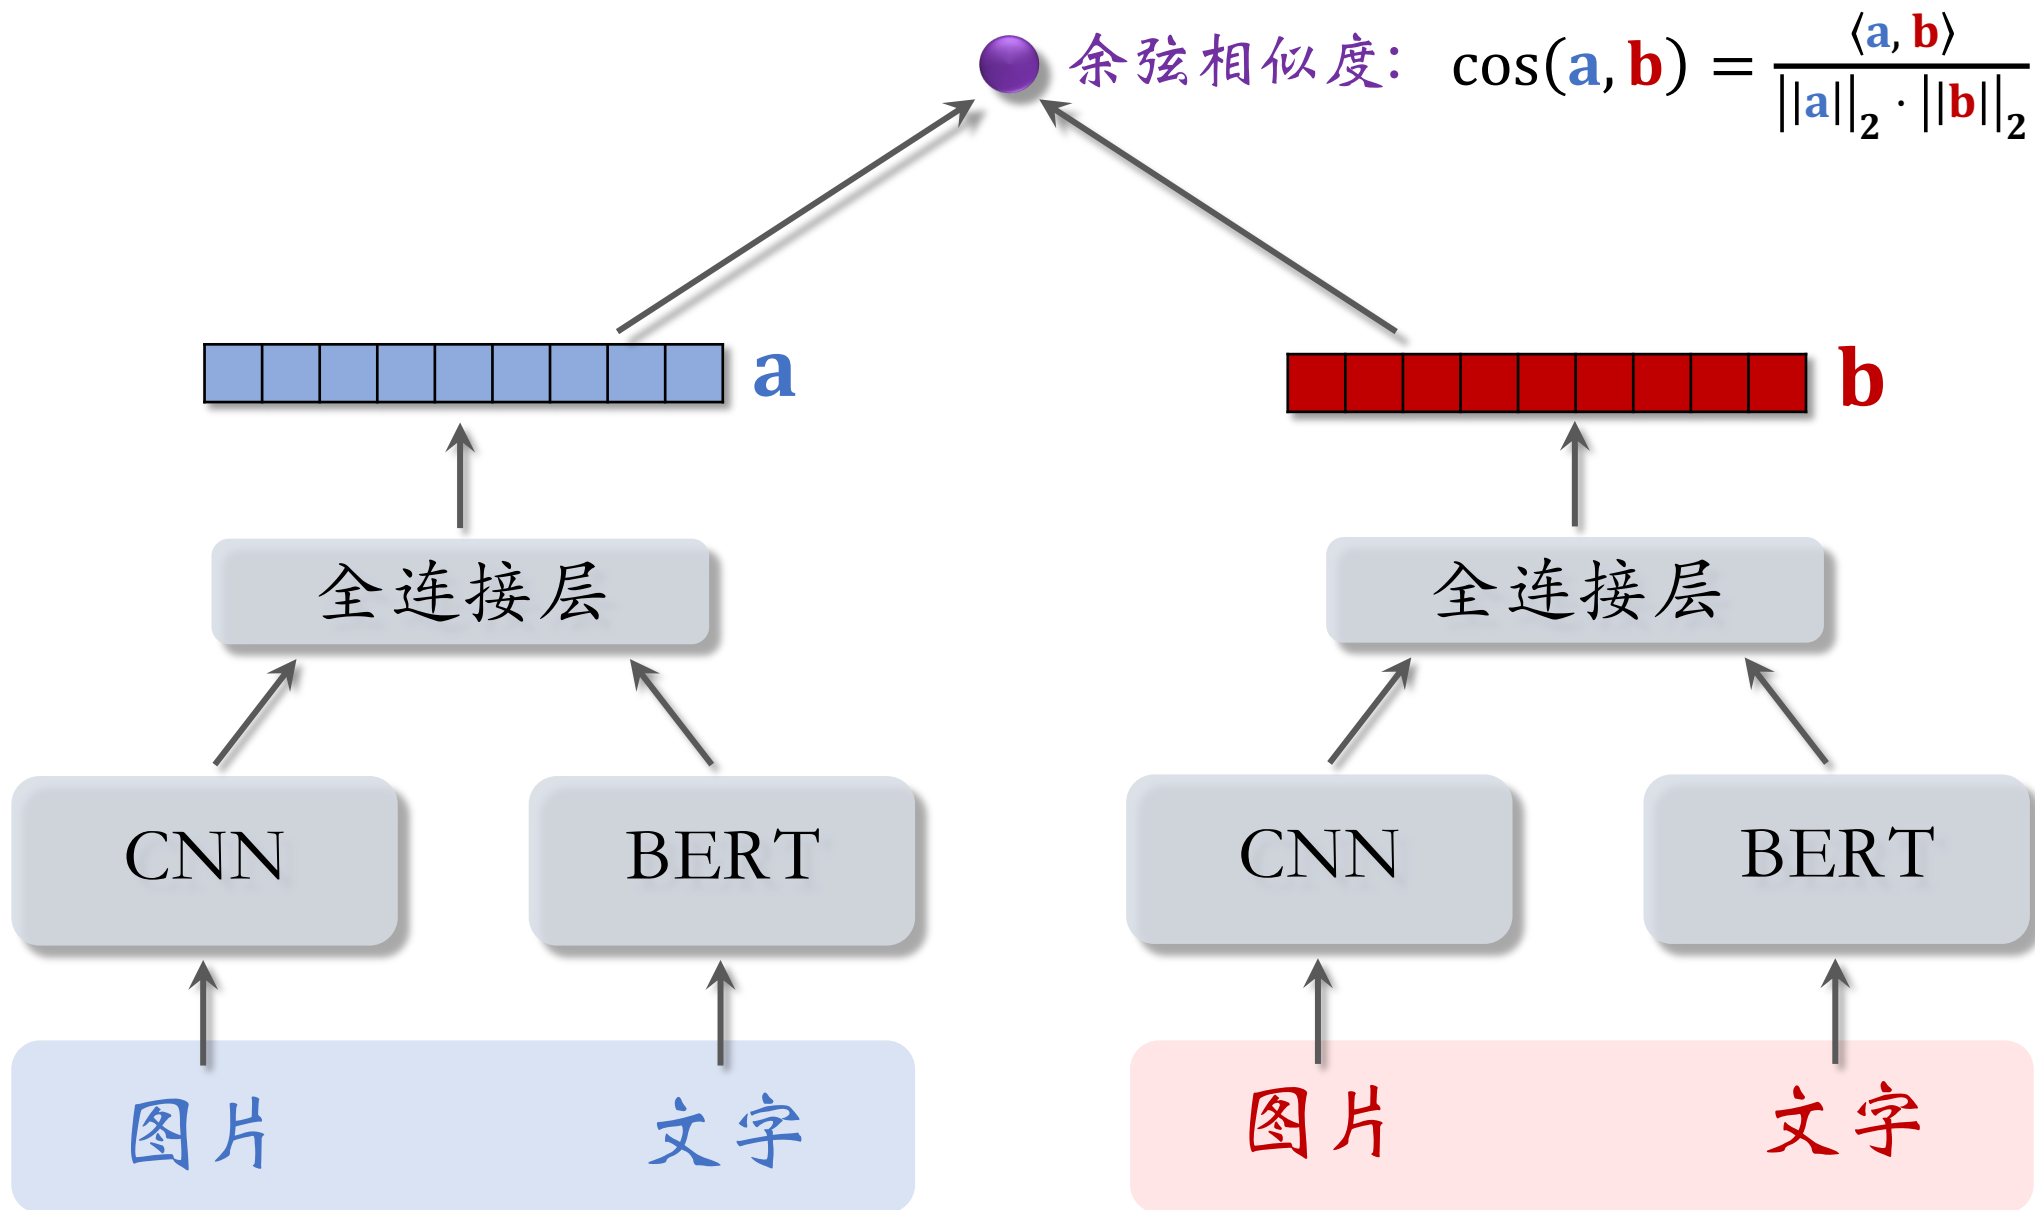 余弦相似度: cos(a, b) = ⟨a, b⟩ / ||a||₂ · ||b||₂
a b
全连接层 全连接层
CNN BERT CNN BERT
图片 文字 图片 文字